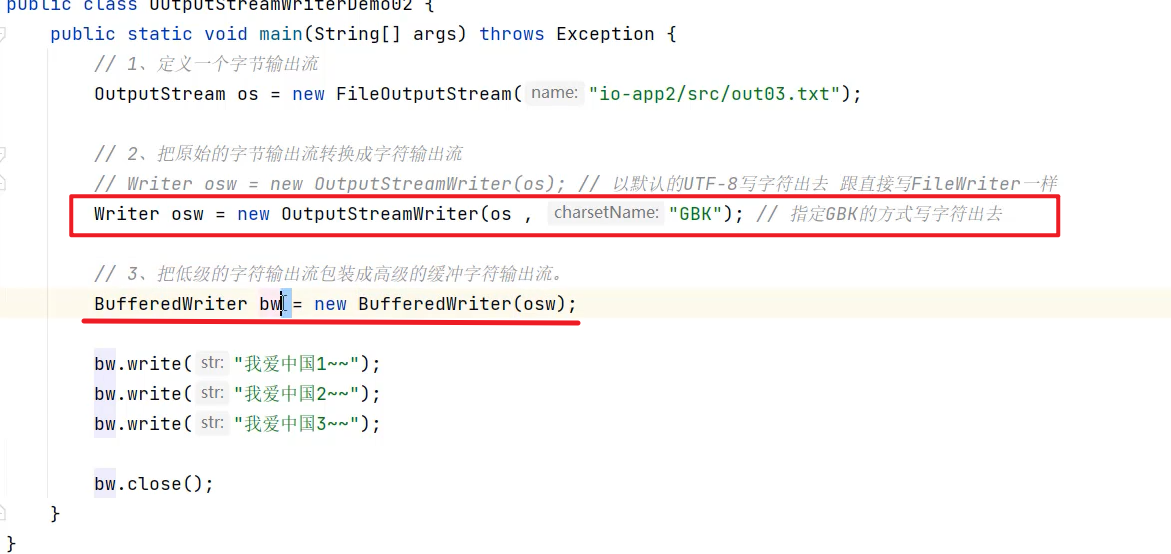 public class OutputStreamWriterDemo02 {
public static void main(String[] args) throws Exception {
// 1、定义一个字节输出流
OutputStream os = new FileOutputStream( name: "io-app2/src/out03.txt");
// 2、把原始的字节输出流转换成字符输出流
// Writer osw = new OutputStreamWriter(os); // 以默认的UTF-8写字符出去 跟直接写FileWriter一样
Writer osw = new OutputStreamWriter(os , charsetName: "GBK"); // 指定GBK的方式写字符出去
// 3、把低级的字符输出流包装成高级的缓冲字符输出流。
BufferedWriter bw = new BufferedWriter(osw);
bw.write( str: "我爱中国1~~");
bw.write( str: "我爱中国2~~");
bw.write( str: "我爱中国3~~");
bw.close();
}
}